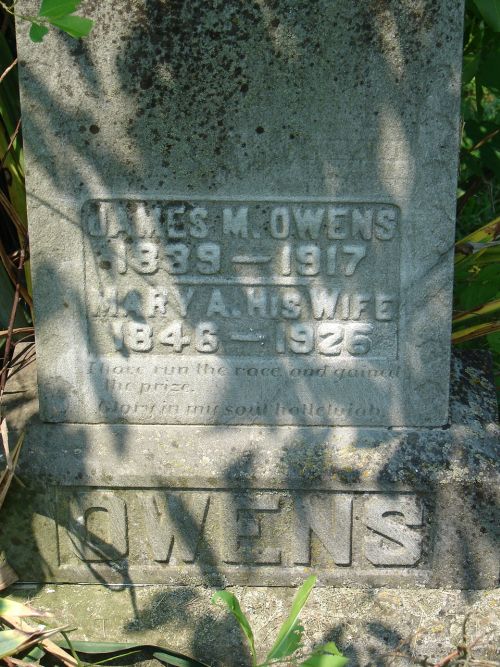 JAMES M. OWENS
1839 — 1917
MARY A. HIS WIFE
1846 — 1926
I have run the race and gained
the prize.
Glory in my soul hallelujah.
OWENS